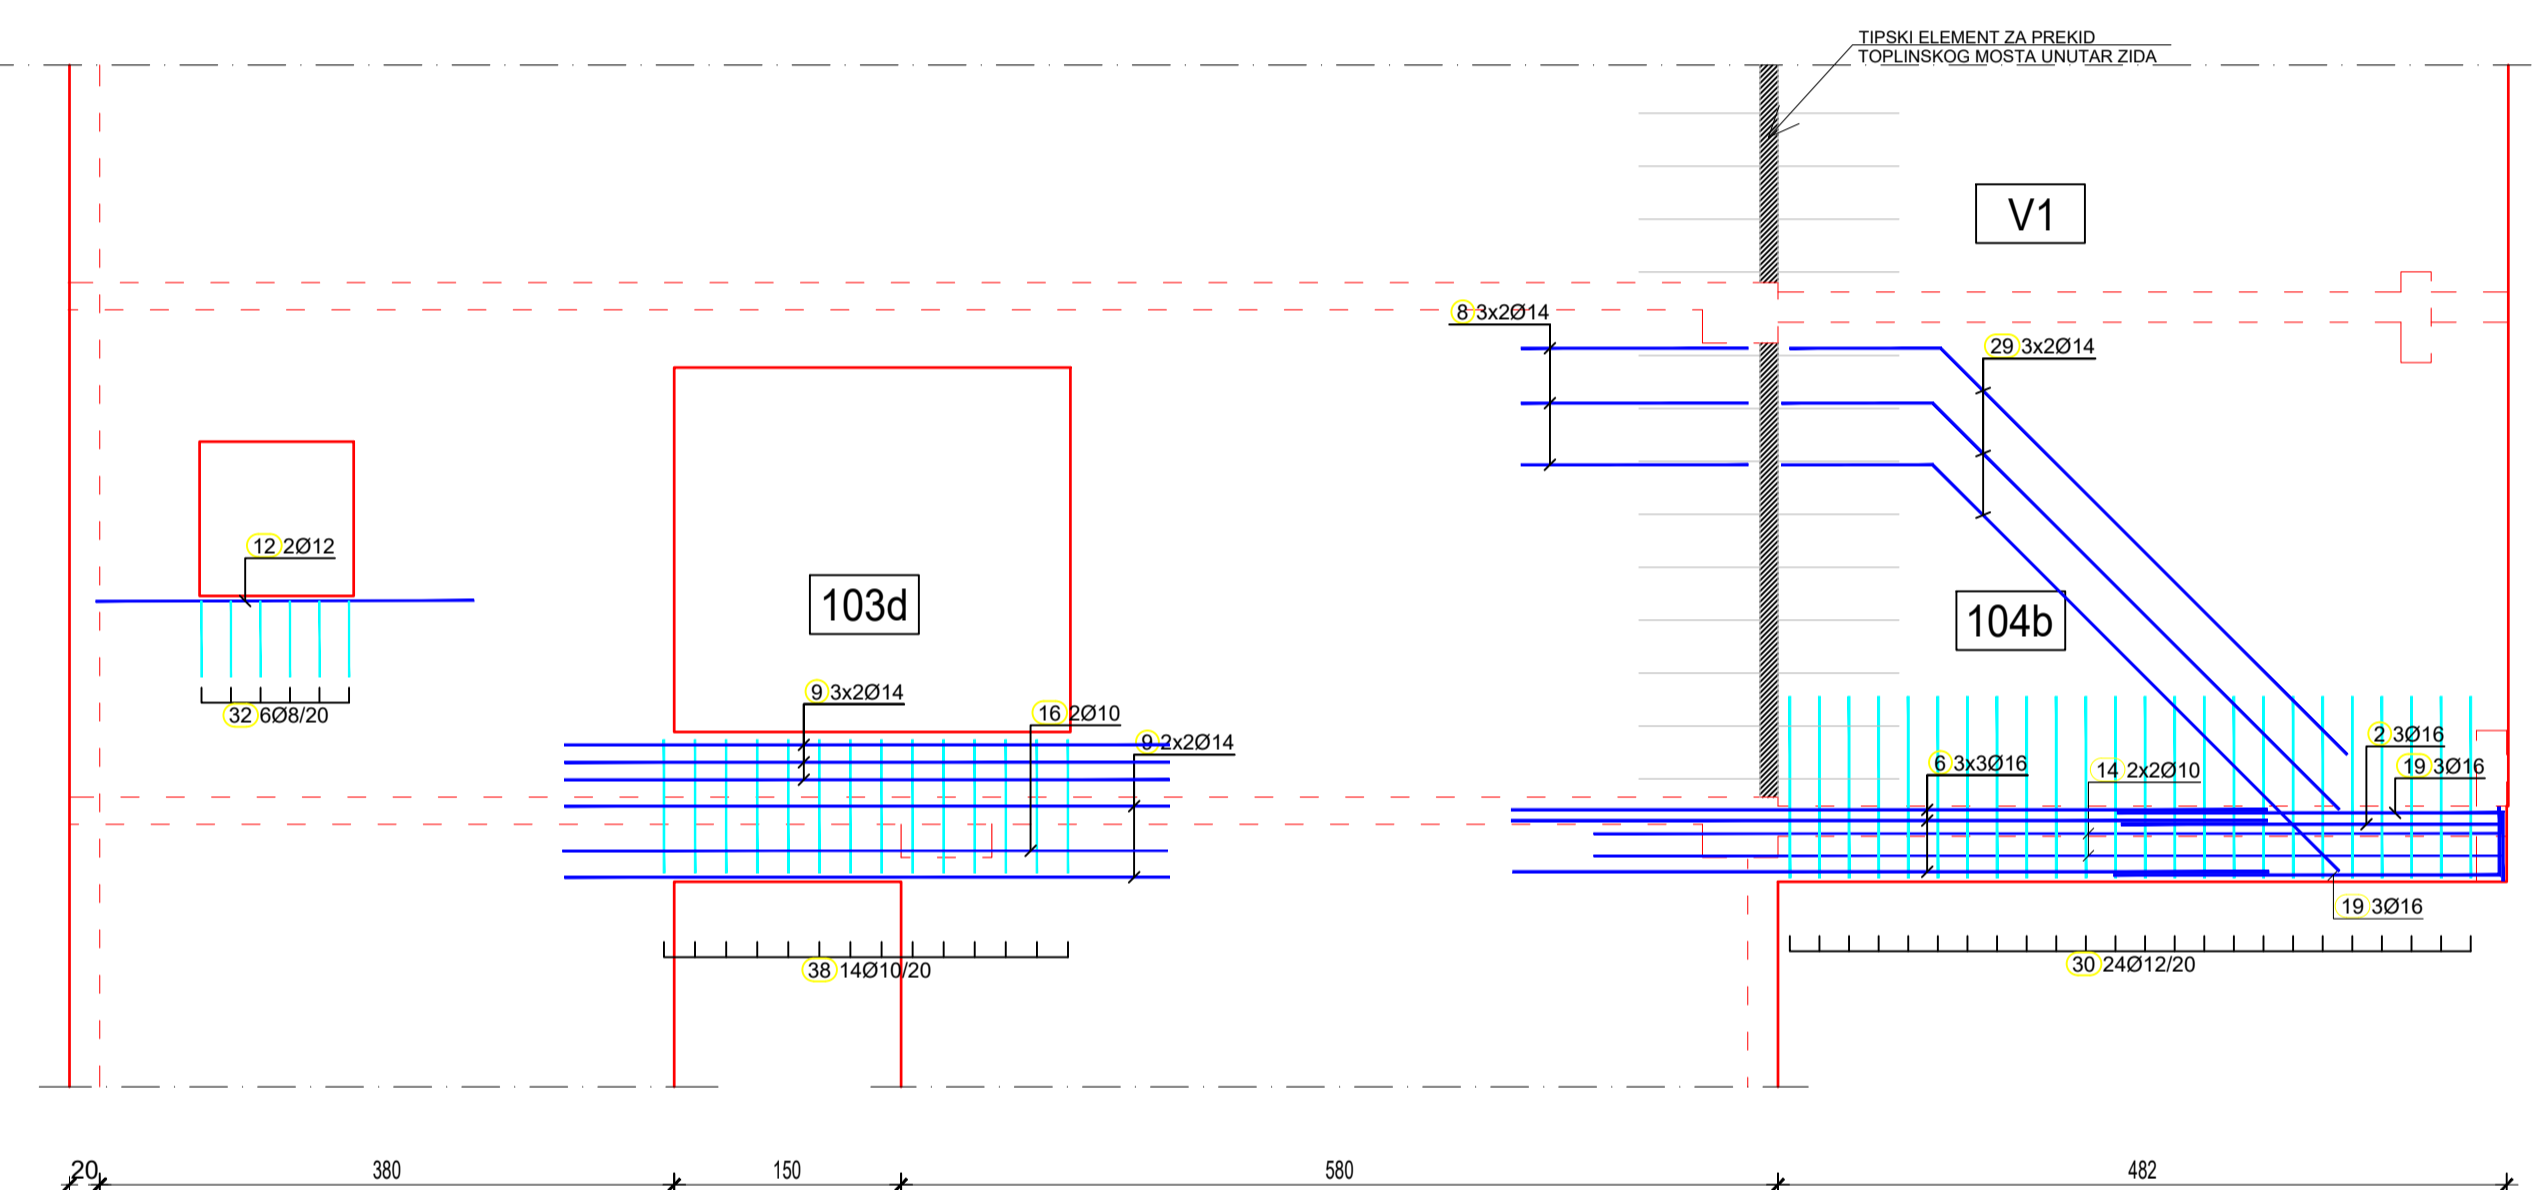 TIPSKI ELEMENT ZA PREKID
TOPLINSKOG MOSTA UNUTAR ZIDA
V1
8 3x2Ø14
29 3x2Ø14
12 2Ø12
103d
104b
9 3x2Ø14
16 2Ø10
32 6Ø8/20
9 2x2Ø14
2 3Ø16
6 3x3Ø16
14 2x2Ø10
19 3Ø16
19 3Ø16
38 14Ø10/20
30 24Ø12/20
20
380
150
580
482